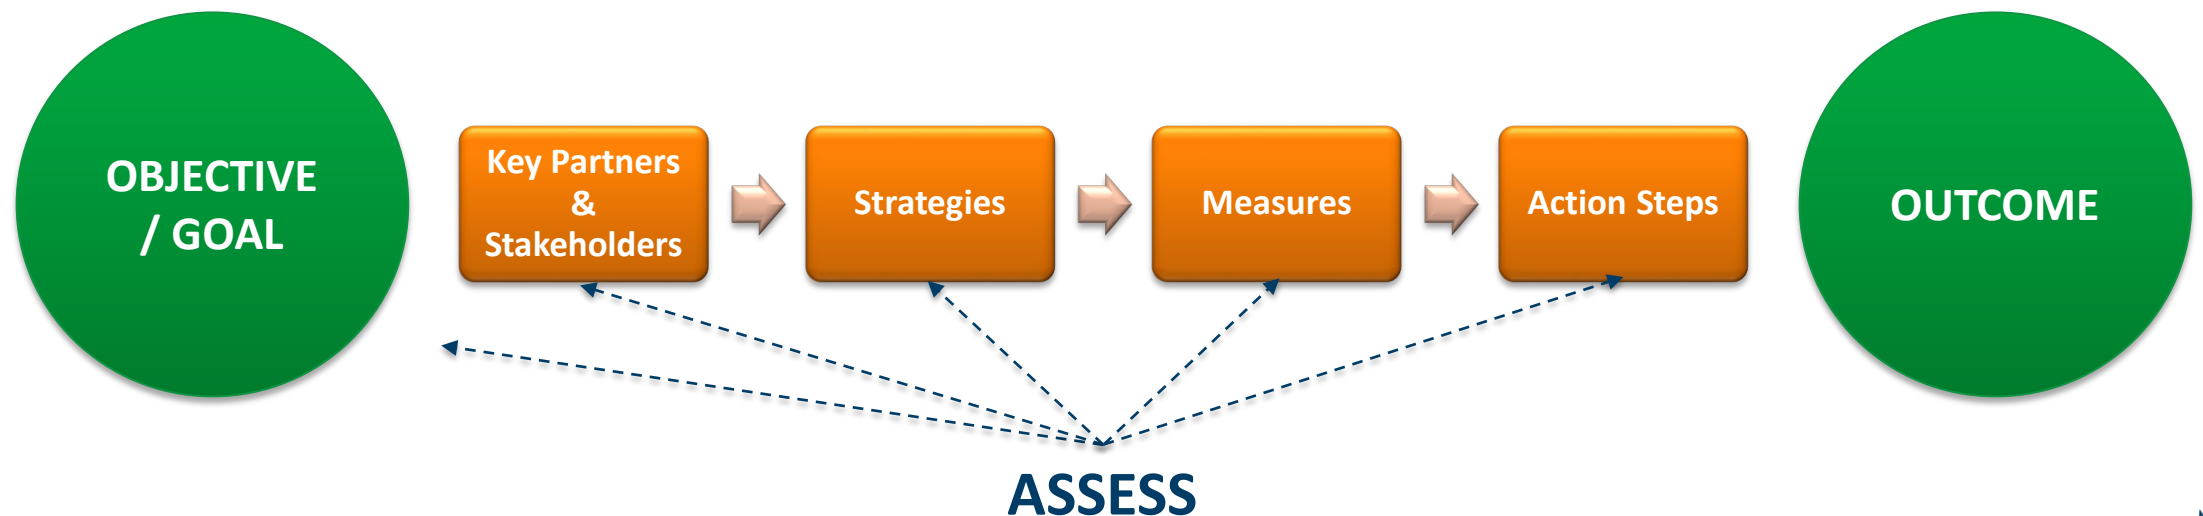 OBJECTIVE
/ GOAL
Key Partners
&
Stakeholders
Strategies
Measures
Action Steps
OUTCOME
ASSESS